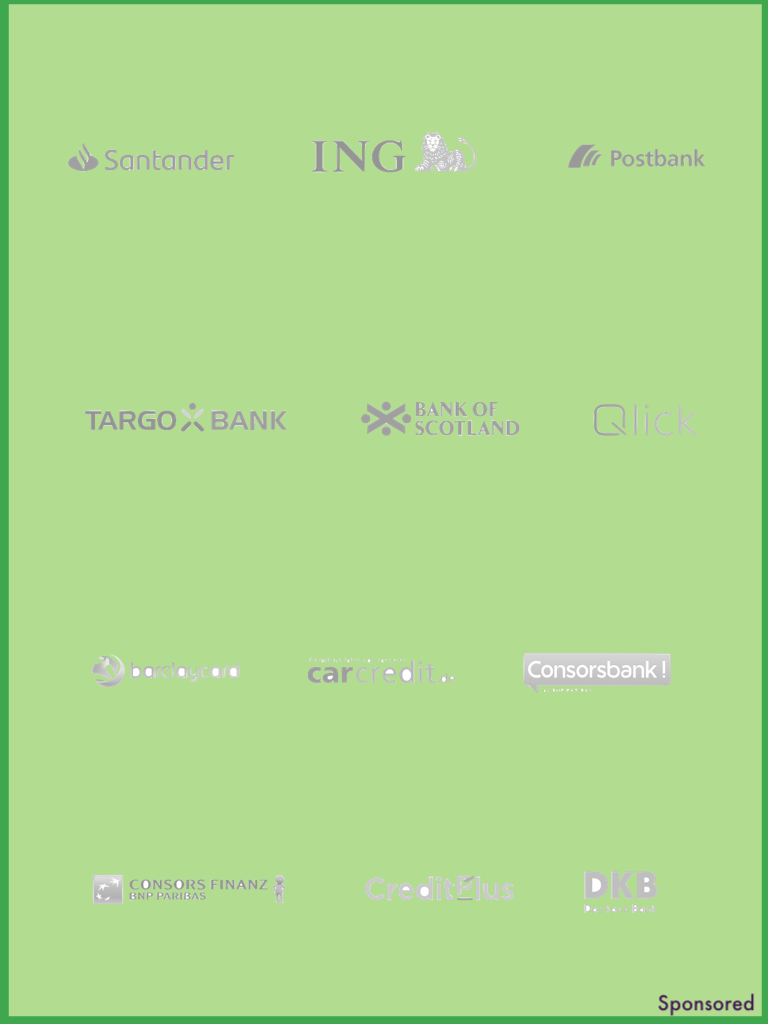 Santander
ING
Postbank
TARGO BANK
BANK OF
SCOTLAND
Qlick
barclaycard
carcredit
Consorsbank!
CONSORS FINANZ
BNP PARIBAS
CreditPlus
DKB
Sponsored